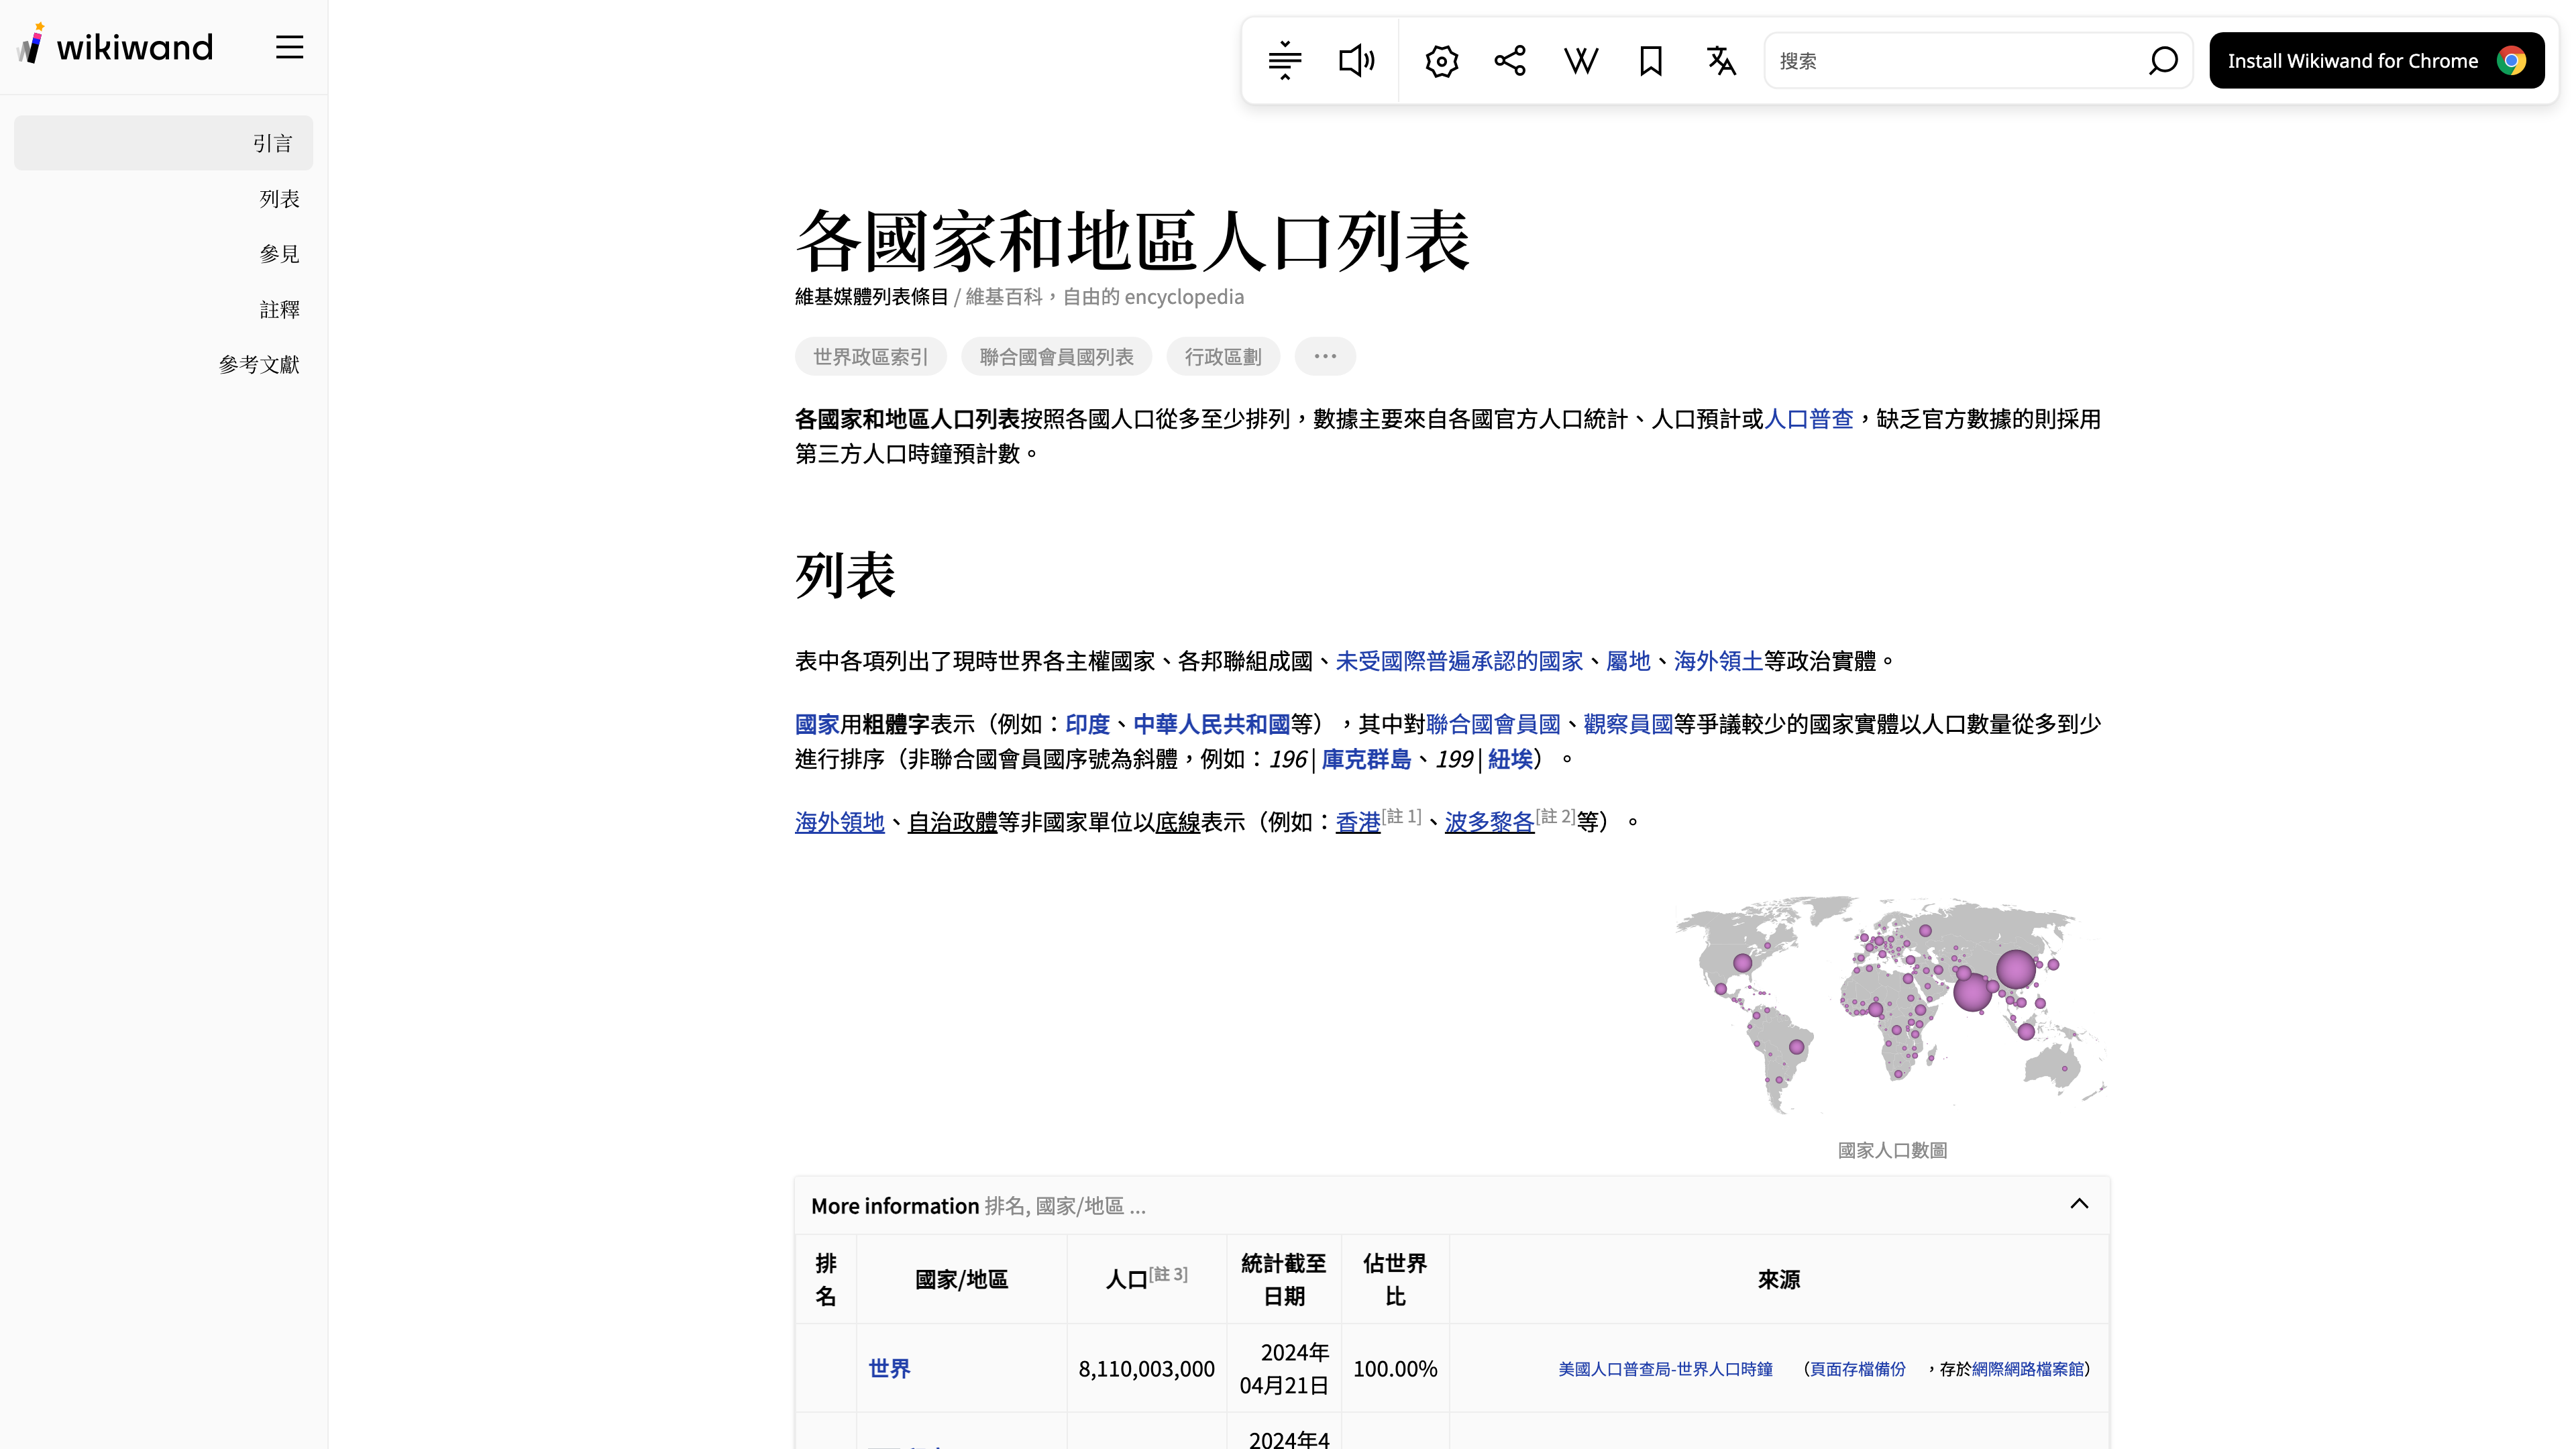 wikiwand
搜索
Install Wikiwand for Chrome
引言
列表
參見
註釋
參考文獻
各國家和地區人口列表
維基媒體列表條目 / 維基百科，自由的 encyclopedia
世界政區索引 聯合國會員國列表 行政區劃 ...
各國家和地區人口列表按照各國人口從多至少排列，數據主要來自各國官方人口統計、人口預計或人口普查，缺乏官方數據的則採用
第三方人口時鐘預計數。
列表
表中各項列出了現時世界各主權國家、各邦聯組成國、未受國際普遍承認的國家、屬地、海外領土等政治實體。
國家用粗體字表示（例如：印度、中華人民共和國等），其中對聯合國會員國、觀察員國等爭議較少的國家實體以人口數量從多到少
進行排序（非聯合國會員國序號為斜體，例如：196 | 庫克群島、199 | 紐埃）。
海外領地、自治政體等非國家單位以底線表示（例如：香港[註 1]、波多黎各[註 2]等）。
國家人口數圖
More information 排名, 國家/地區 ...
排
名
國家/地區
人口[註 3]
統計截至
日期
佔世界
比
來源
世界
8,110,003,000
2024年
04月21日
100.00%
美國人口普查局-世界人口時鐘 （頁面存檔備份 ，存於網際網路檔案館）
2024年4